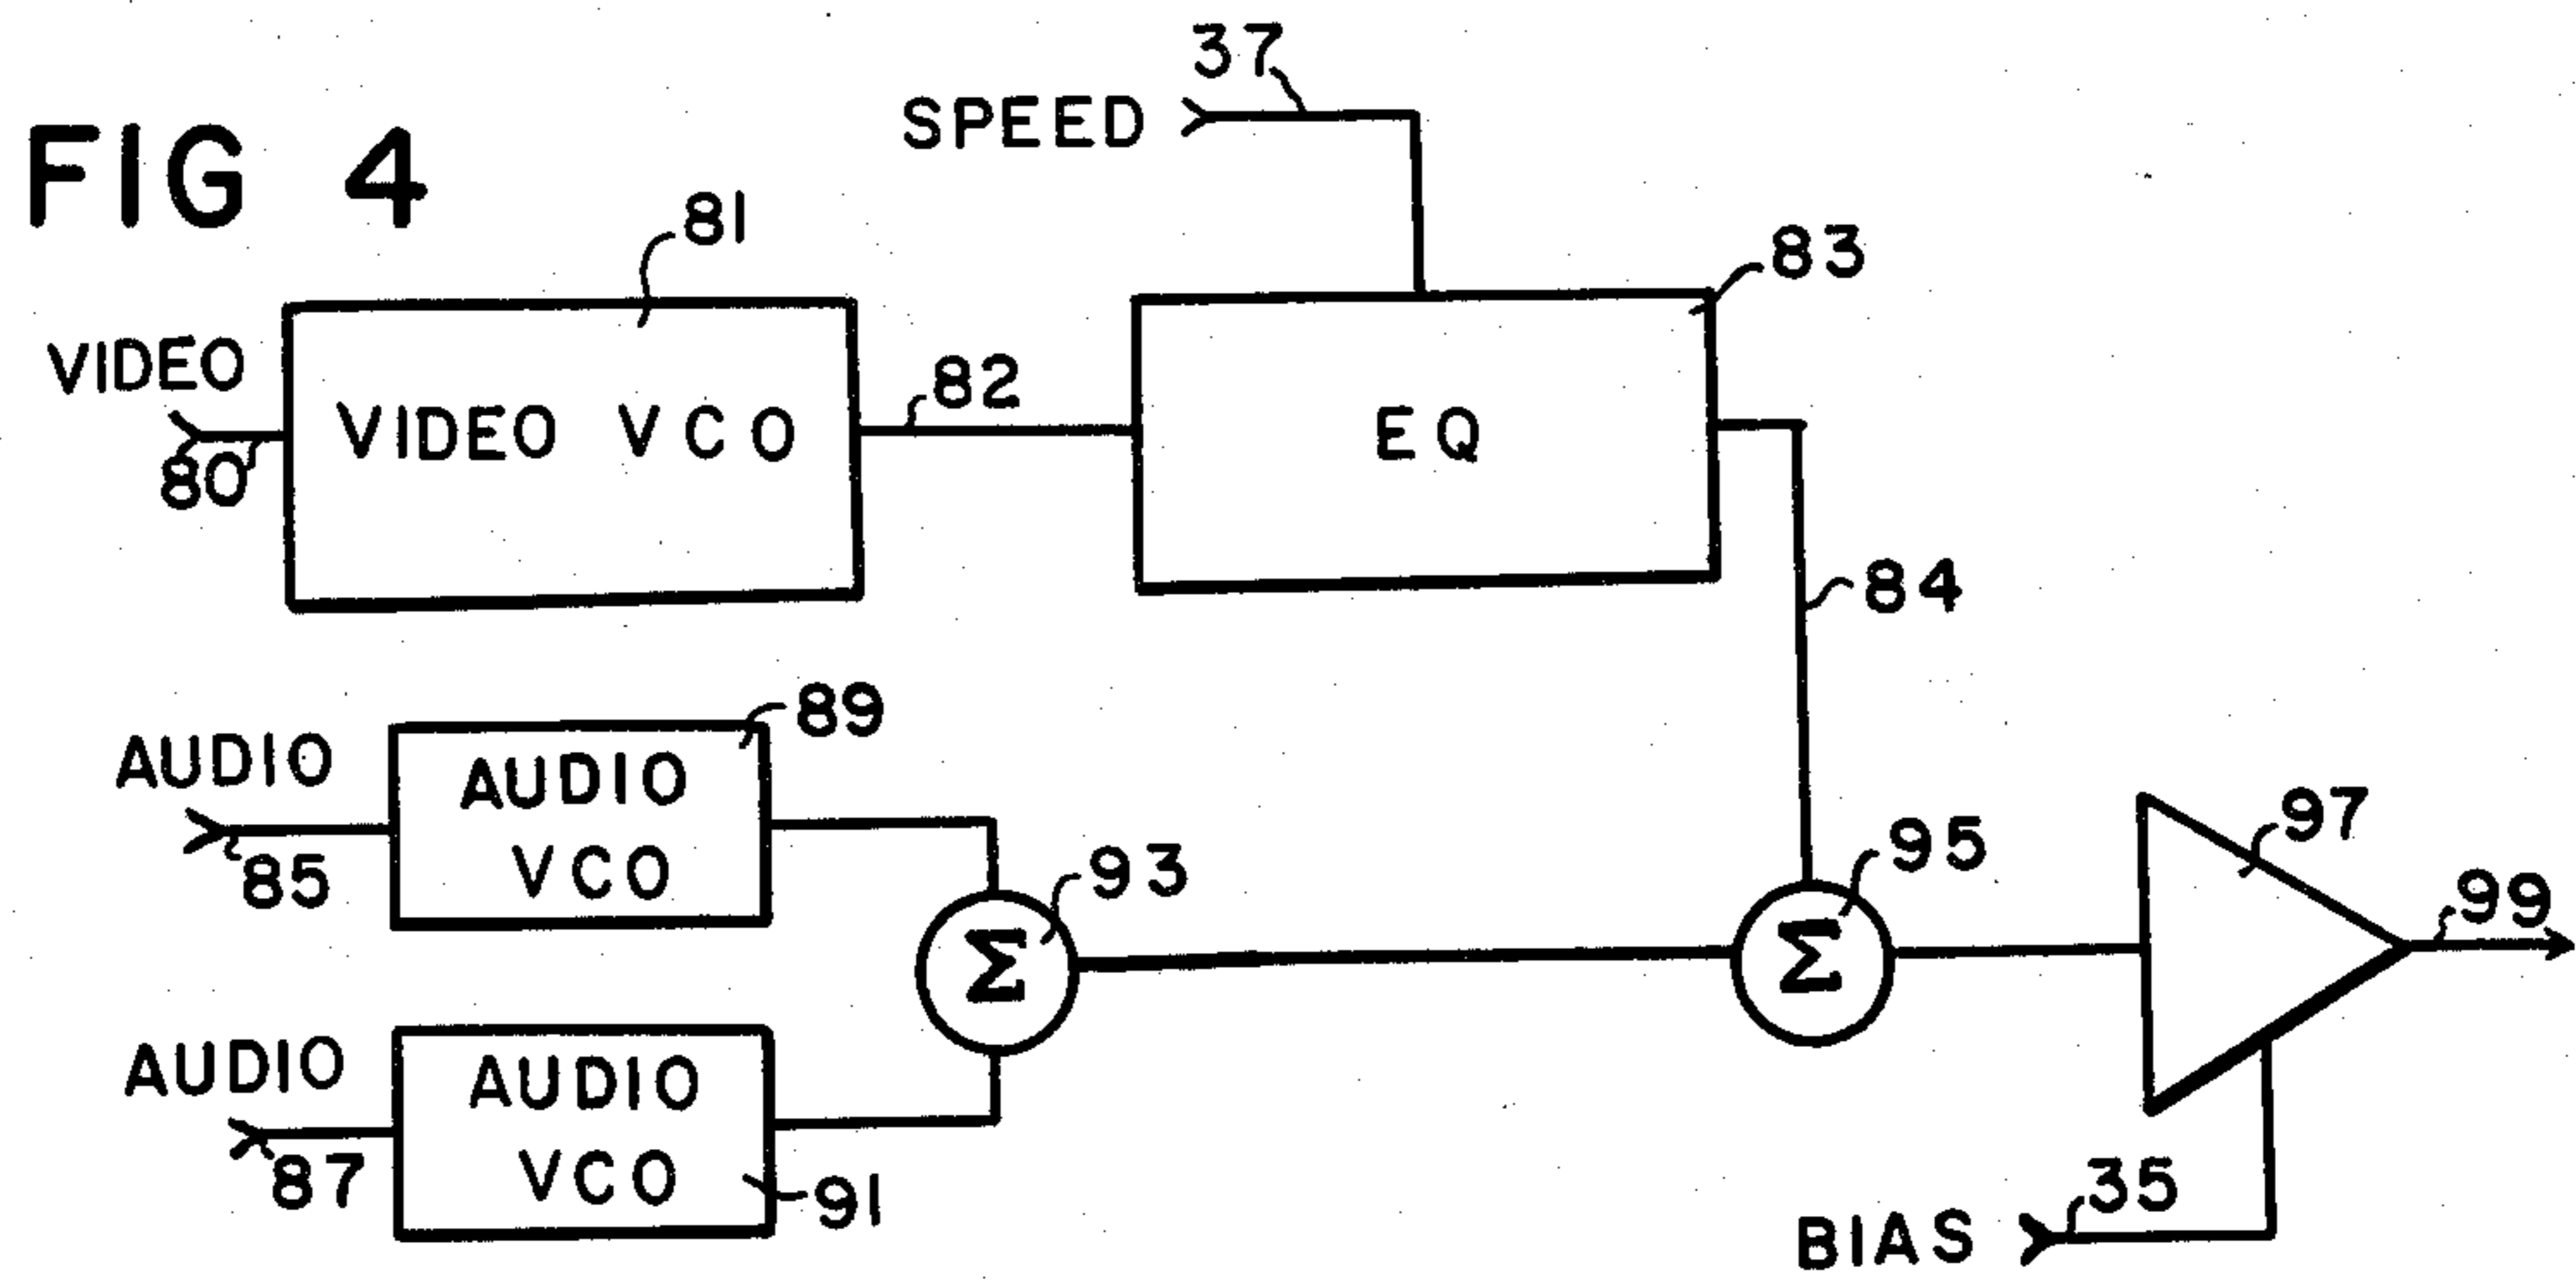 FIG 4
SPEED
37
81
83
VIDEO
80
VIDEO VCO
82
EQ
84
AUDIO
85
AUDIO
VCO
89
93
Σ
95
Σ
97
99
AUDIO
87
AUDIO
VCO
91
BIAS
35